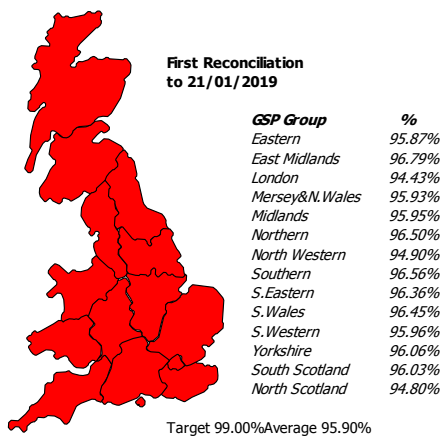 First Reconciliation
to 21/01/2019
GSP Group %
Eastern 95.87%
East Midlands 96.79%
London 94.43%
Mersey&N.Wales 95.93%
Midlands 95.95%
Northern 96.50%
North Western 94.90%
Southern 96.56%
S.Eastern 96.36%
S.Wales 96.45%
S.Western 95.96%
Yorkshire 96.06%
South Scotland 96.03%
North Scotland 94.80%
Target 99.00%Average 95.90%